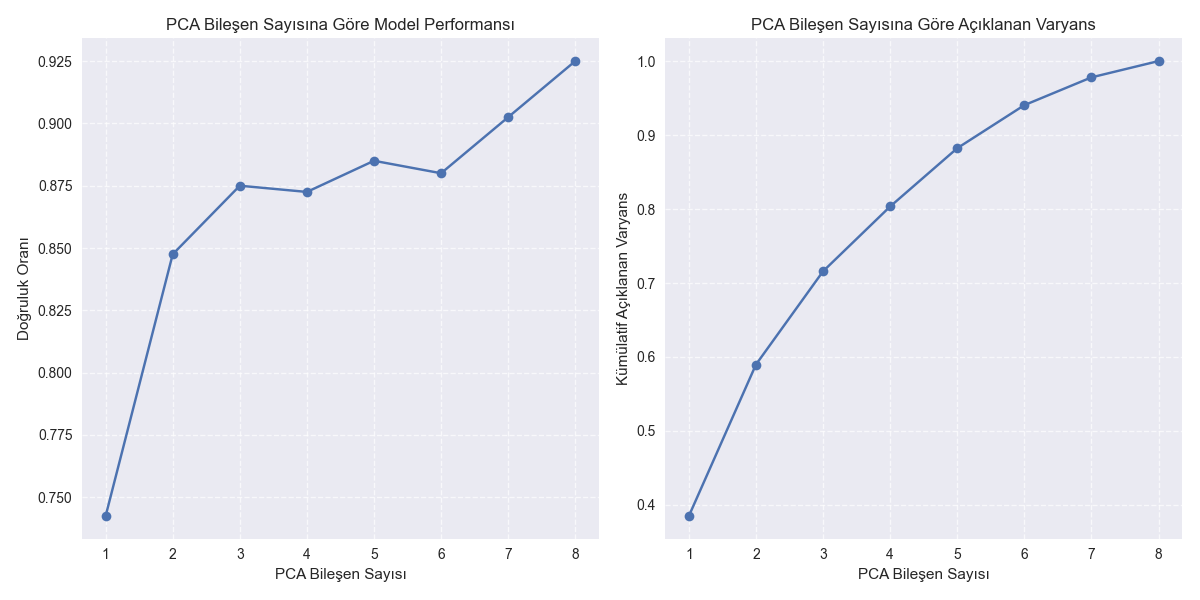 PCA Bileşen Sayısına Göre Model Performansı
Doğruluk Oranı
0.925
0.900
0.875
0.850
0.825
0.800
0.775
0.750
1 2 3 4 5 6 7 8
PCA Bileşen Sayısı
PCA Bileşen Sayısına Göre Açıklanan Varyans
Kümülatif Açıklanan Varyans
1.0
0.9
0.8
0.7
0.6
0.5
0.4
1 2 3 4 5 6 7 8
PCA Bileşen Sayısı